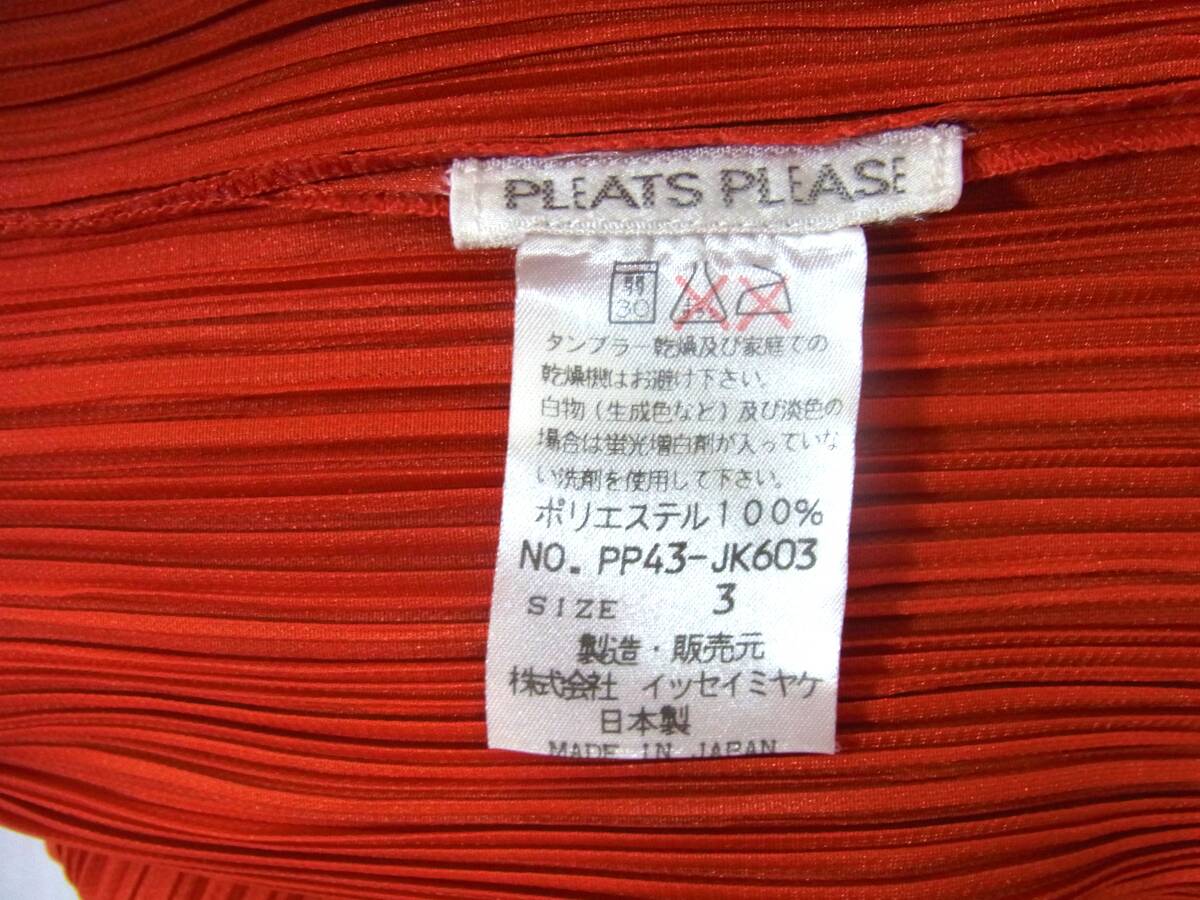 PLEATS PLEASE
弱
30
タンブラー乾燥及び家庭での
乾燥機はお避け下さい。
白物(生成色など)及び淡色の
場合は蛍光増白剤が入っていな
い洗剤を使用して下さい。
ポリエステル100%
NO. PP43-JK603
SIZE 3
製造・販売元
株式会社 イッセイミヤケ
日本製
MADE IN JAPAN